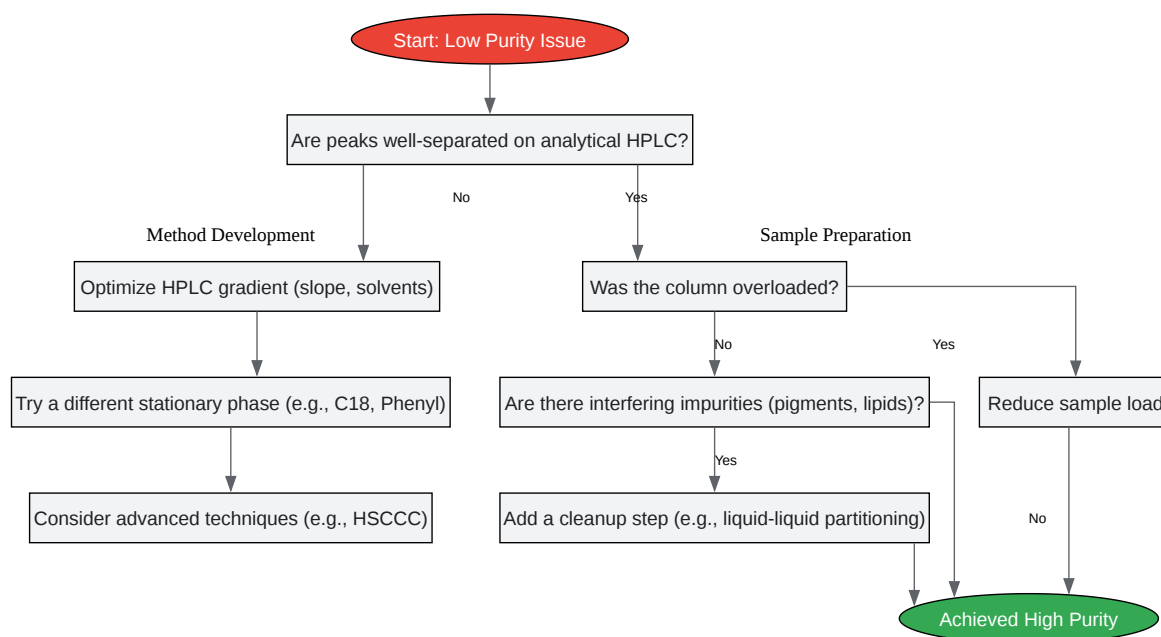 Start: Low Purity Issue
Are peaks well-separated on analytical HPLC?
No
Yes
Method Development
Sample Preparation
Optimize HPLC gradient (slope, solvents)
Was the column overloaded?
No
Yes
Try a different stationary phase (e.g., C18, Phenyl)
Are there interfering impurities (pigments, lipids)?
Reduce sample load
Yes
Consider advanced techniques (e.g., HSCCC)
Add a cleanup step (e.g., liquid-liquid partitioning)
No
Achieved High Purity